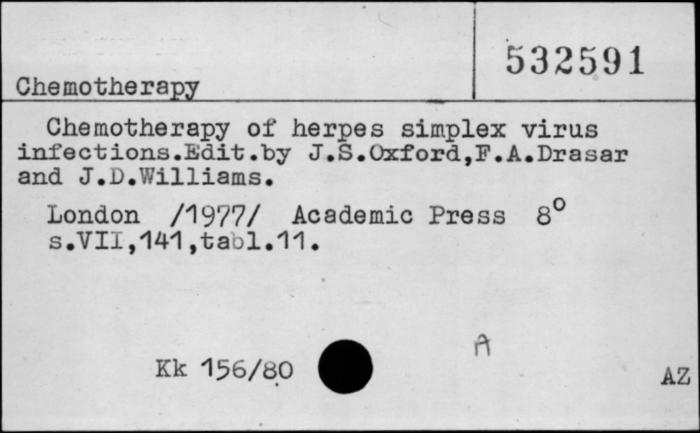 532591
Chemotherapy
Chemotherapy of herpes simplex virus
infections.Edit.by J.S.Oxford,F.A.Drasar
and J.D.Williams.
London /1977/ Academic Press 8°
s.VII,141,tabl.11.
A
Kk 156/80
AZ